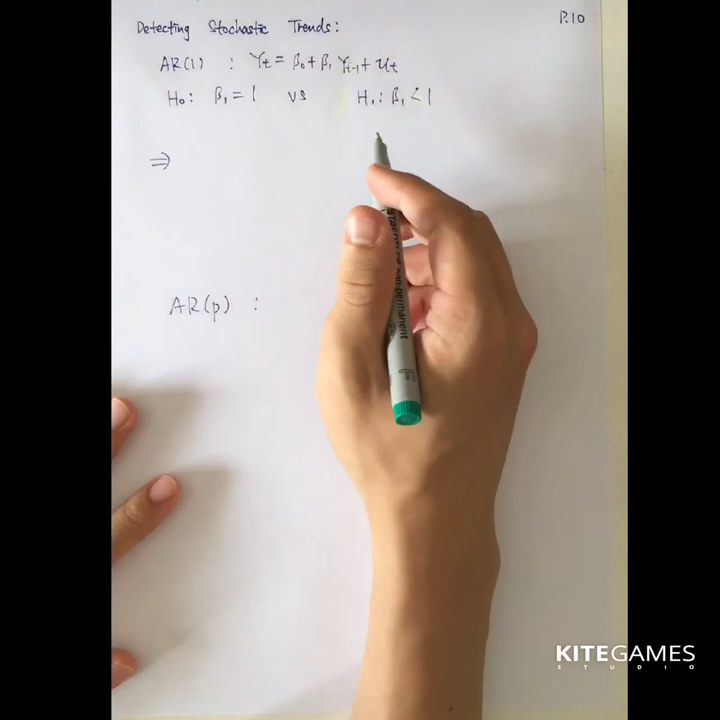 Detecting Stochastic Trends: P.10
AR(1) : Yt = β0 + β1 Yt-1 + ut
H0: β1 = 1 vs H1: β1 < 1
⇒
AR(p) :
permanent F
KITEGAMES
STUDIO